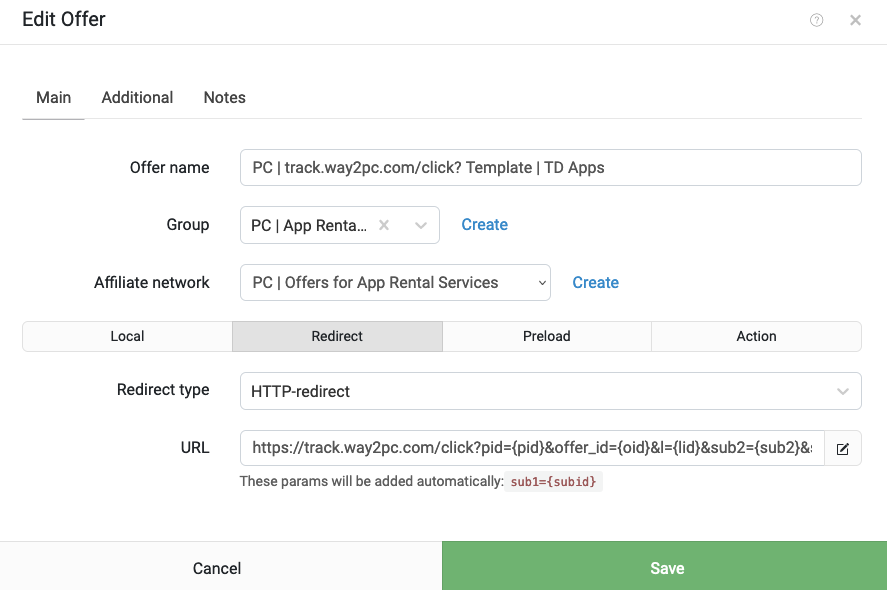 Edit Offer
Main Additional Notes
Offer name PC | track.way2pc.com/click? Template | TD Apps
Group PC | App Renta... Create
Affiliate network PC | Offers for App Rental Services Create
Local Redirect Preload Action
Redirect type HTTP-redirect
URL https://track.way2pc.com/click?pid={pid}&offer_id={oid}&l={lid}&sub2={sub2}&
These params will be added automatically: sub1={subid}
Cancel Save